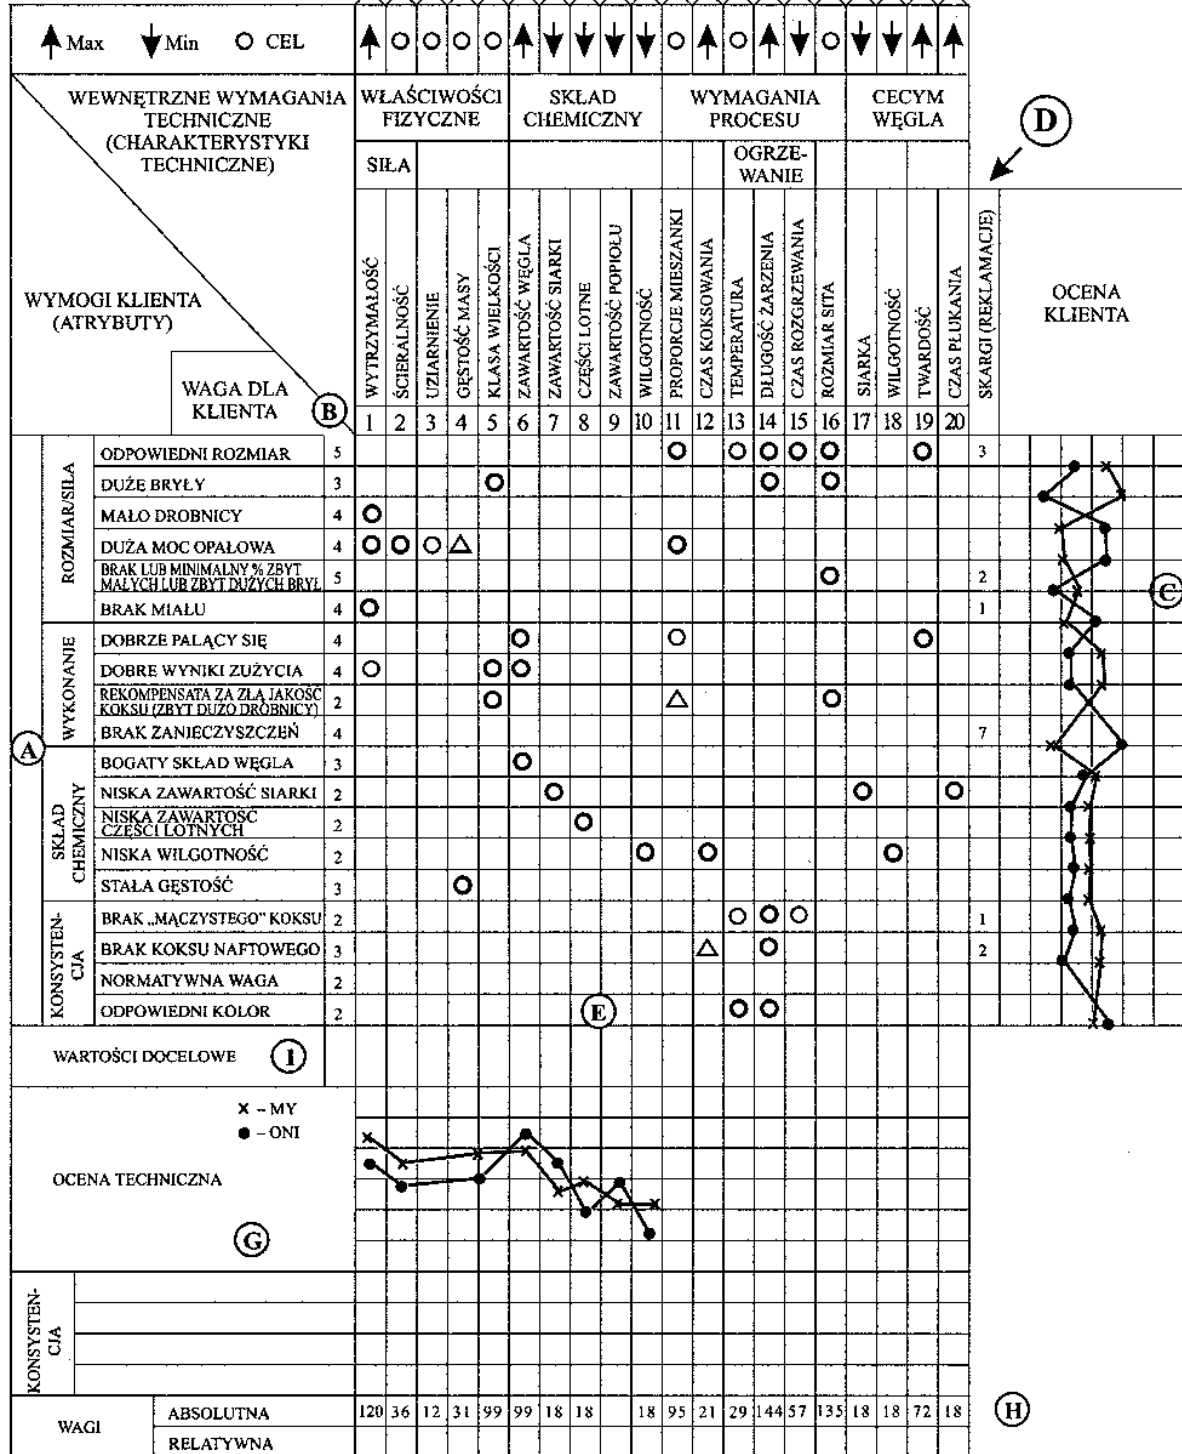 Max Min CEL
WEWNĘTRZNE WYMAGANIA
TECHNICZNE
(CHARAKTERYSTYKI
TECHNICZNE)
WŁAŚCIWOŚCI
FIZYCZNE
SKŁAD
CHEMICZNY
WYMAGANIA
PROCESU
CECYM
WĘGLA
D
SIŁA
OGRZE-
WANIE
WYMOGI KLIENTA
(ATRYBUTY)
WAGA DLA
KLIENTA
B
WYTRZYMAŁOŚĆ
ŚCIERALNOŚĆ
UZIARNIENIE
GĘSTOŚĆ MASY
KLASA WIELKOŚCI
ZAWARTOŚĆ WĘGLA
ZAWARTOŚĆ SIARKI
CZĘŚCI LOTNE
ZAWARTOŚĆ POPIOŁU
WILGOTNOŚĆ
PROPORCJE MIESZANKI
CZAS KOKSOWANIA
TEMPERATURA
DŁUGOŚĆ ŻARZENIA
CZAS ROZGRZEWANIA
ROZMIAR SITA
SIARKA
WILGOTNOŚĆ
TWARDOŚĆ
CZAS PŁUKANIA
SKARGI (REKLAMACJE)
OCENA
KLIENTA
1 2 3 4 5 6 7 8 9 10 11 12 13 14 15 16 17 18 19 20
A
ROZMIAR/SIŁA
ODPOWIEDNI ROZMIAR 5 3
DUŻE BRYŁY 3
MAŁO DROBNICY 4
DUŻA MOC OPAŁOWA 4
BRAK LUB MINIMALNY % ZBYT
MAŁYCH LUB ZBYT DUŻYCH BRYŁ 5 2
C
BRAK MIAŁU 4 1
WYKONANIE
DOBRZE PALĄCY SIĘ 4
DOBRE WYNIKI ZUŻYCIA 4
REKOMPENSATA ZA ZŁĄ JAKOŚĆ
KOKSU (ZBYT DUŻO DROBNICY) 2
BRAK ZANIECZYSZCZEŃ 4 7
SKŁAD
CHEMICZNY
BOGATY SKŁAD WĘGLA 3
NISKA ZAWARTOŚĆ SIARKI 2
NISKA ZAWARTOŚĆ
CZĘŚCI LOTNYCH 2
NISKA WILGOTNOŚĆ 2
STAŁA GĘSTOŚĆ 3
KONSYSTEN-
CJA
BRAK „MĄCZYSTEGO” KOKSU 2 1
BRAK KOKSU NAFTOWEGO 3 2
NORMATYWNA WAGA 2
ODPOWIEDNI KOLOR 2
E
WARTOŚCI DOCELOWE 1
x – MY
● – ONI
OCENA TECHNICZNA
G
KONSYSTEN-
CJA
WAGI
ABSOLUTNA 120 36 12 31 99 99 18 18 18 95 21 29 144 57 135 18 18 72 18 H
RELATYWNA